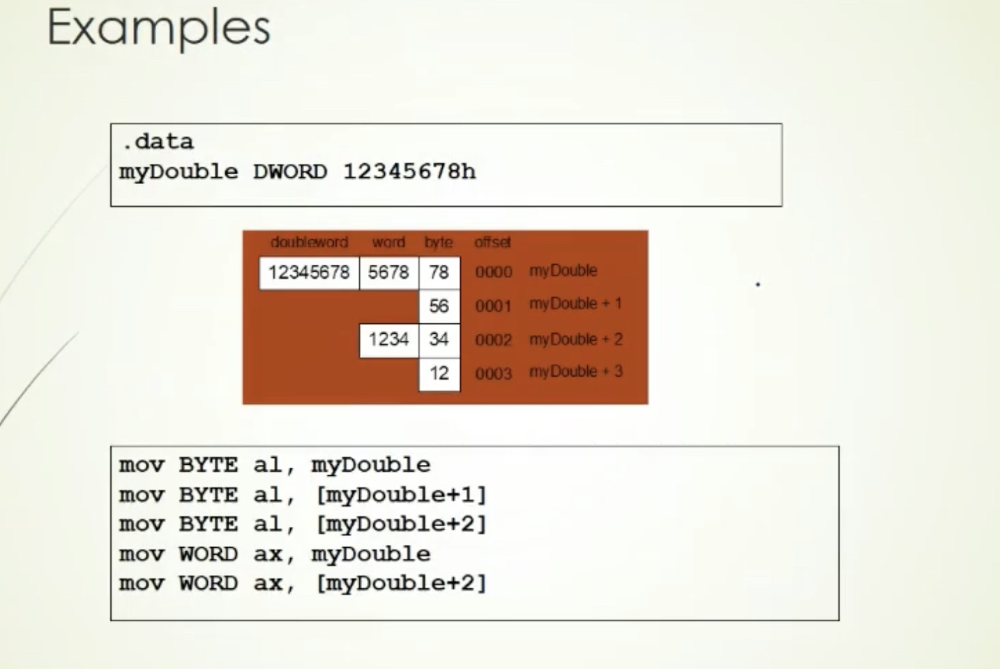 Examples
.data
myDouble DWORD 12345678h
doubleword word byte offset
12345678 5678 78 0000 myDouble
56 0001 myDouble + 1
1234 34 0002 myDouble + 2
12 0003 myDouble + 3
mov BYTE al, myDouble
mov BYTE al, [myDouble+1]
mov BYTE al, [myDouble+2]
mov WORD ax, myDouble
mov WORD ax, [myDouble+2]